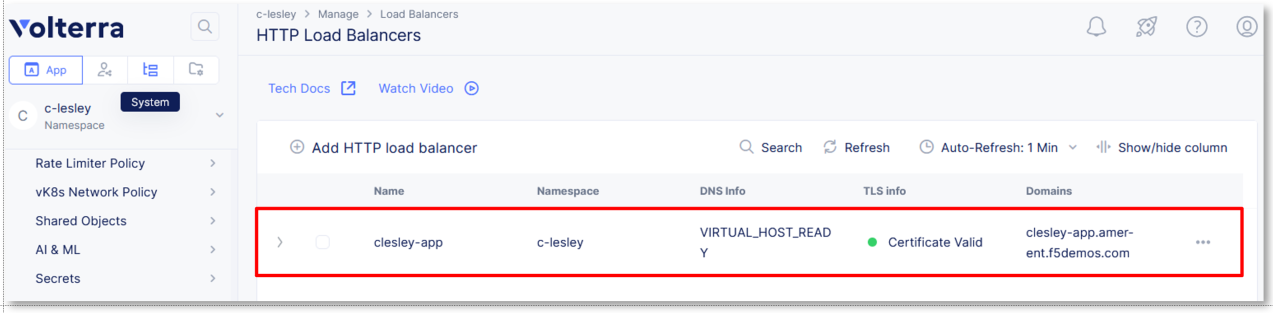 Volterra
App
System
C
c-lesley
Namespace
Rate Limiter Policy
vK8s Network Policy
Shared Objects
AI & ML
Secrets
c-lesley > Manage > Load Balancers
HTTP Load Balancers
Tech Docs Watch Video
Add HTTP load balancer Search Refresh Auto-Refresh: 1 Min Show/hide column
Name Namespace DNS Info TLS info Domains
clesley-app c-lesley VIRTUAL_HOST_READ Certificate Valid clesley-app.amer-
Y ent.f5demos.com